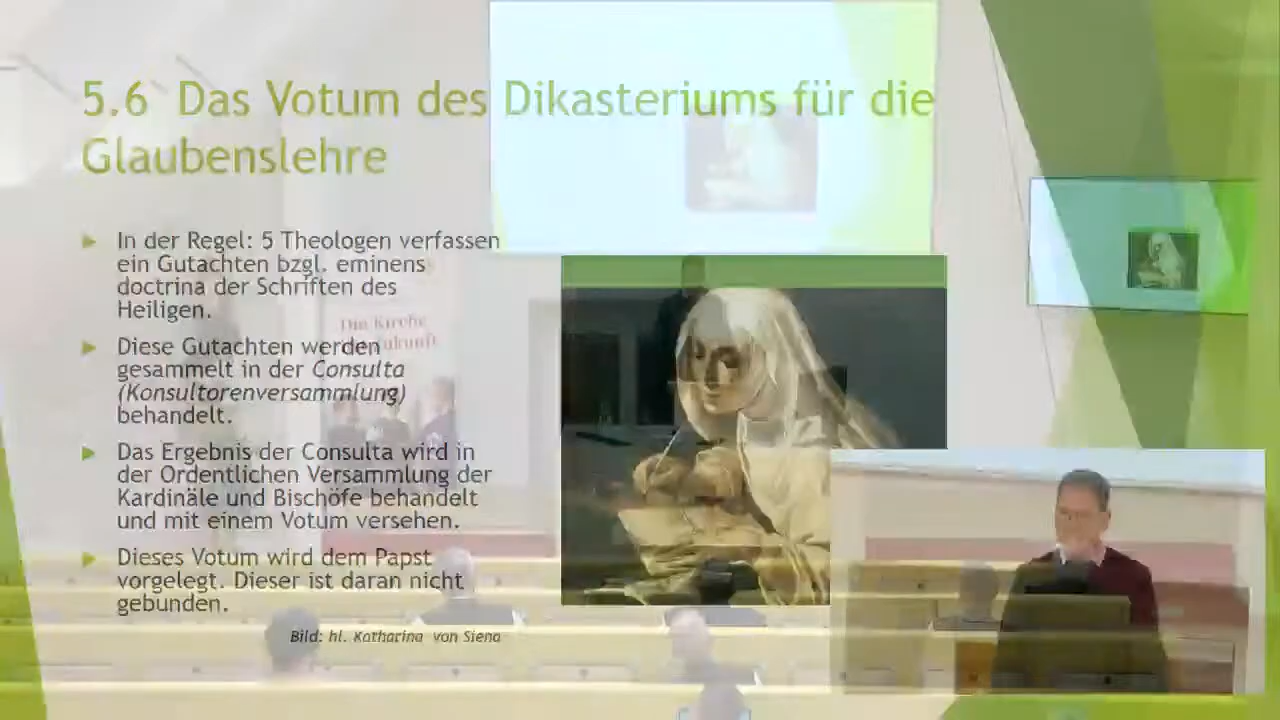 5.6 Das Votum des Dikasteriums für die
Glaubenslehre
In der Regel: 5 Theologen verfassen
ein Gutachten bzgl. eminens
doctrina der Schriften des
Heiligen.
Diese Gutachten werden
gesammelt in der Consulta
(Konsultorenversammlung)
behandelt.
Das Ergebnis der Consulta wird in
der Ordentlichen Versammlung der
Kardinäle und Bischöfe behandelt
und mit einem Votum versehen.
Dieses Votum wird dem Papst
vorgelegt. Dieser ist daran nicht
gebunden.
Bild: hl. Katharina von Siena
Die Kirche
Zukunft